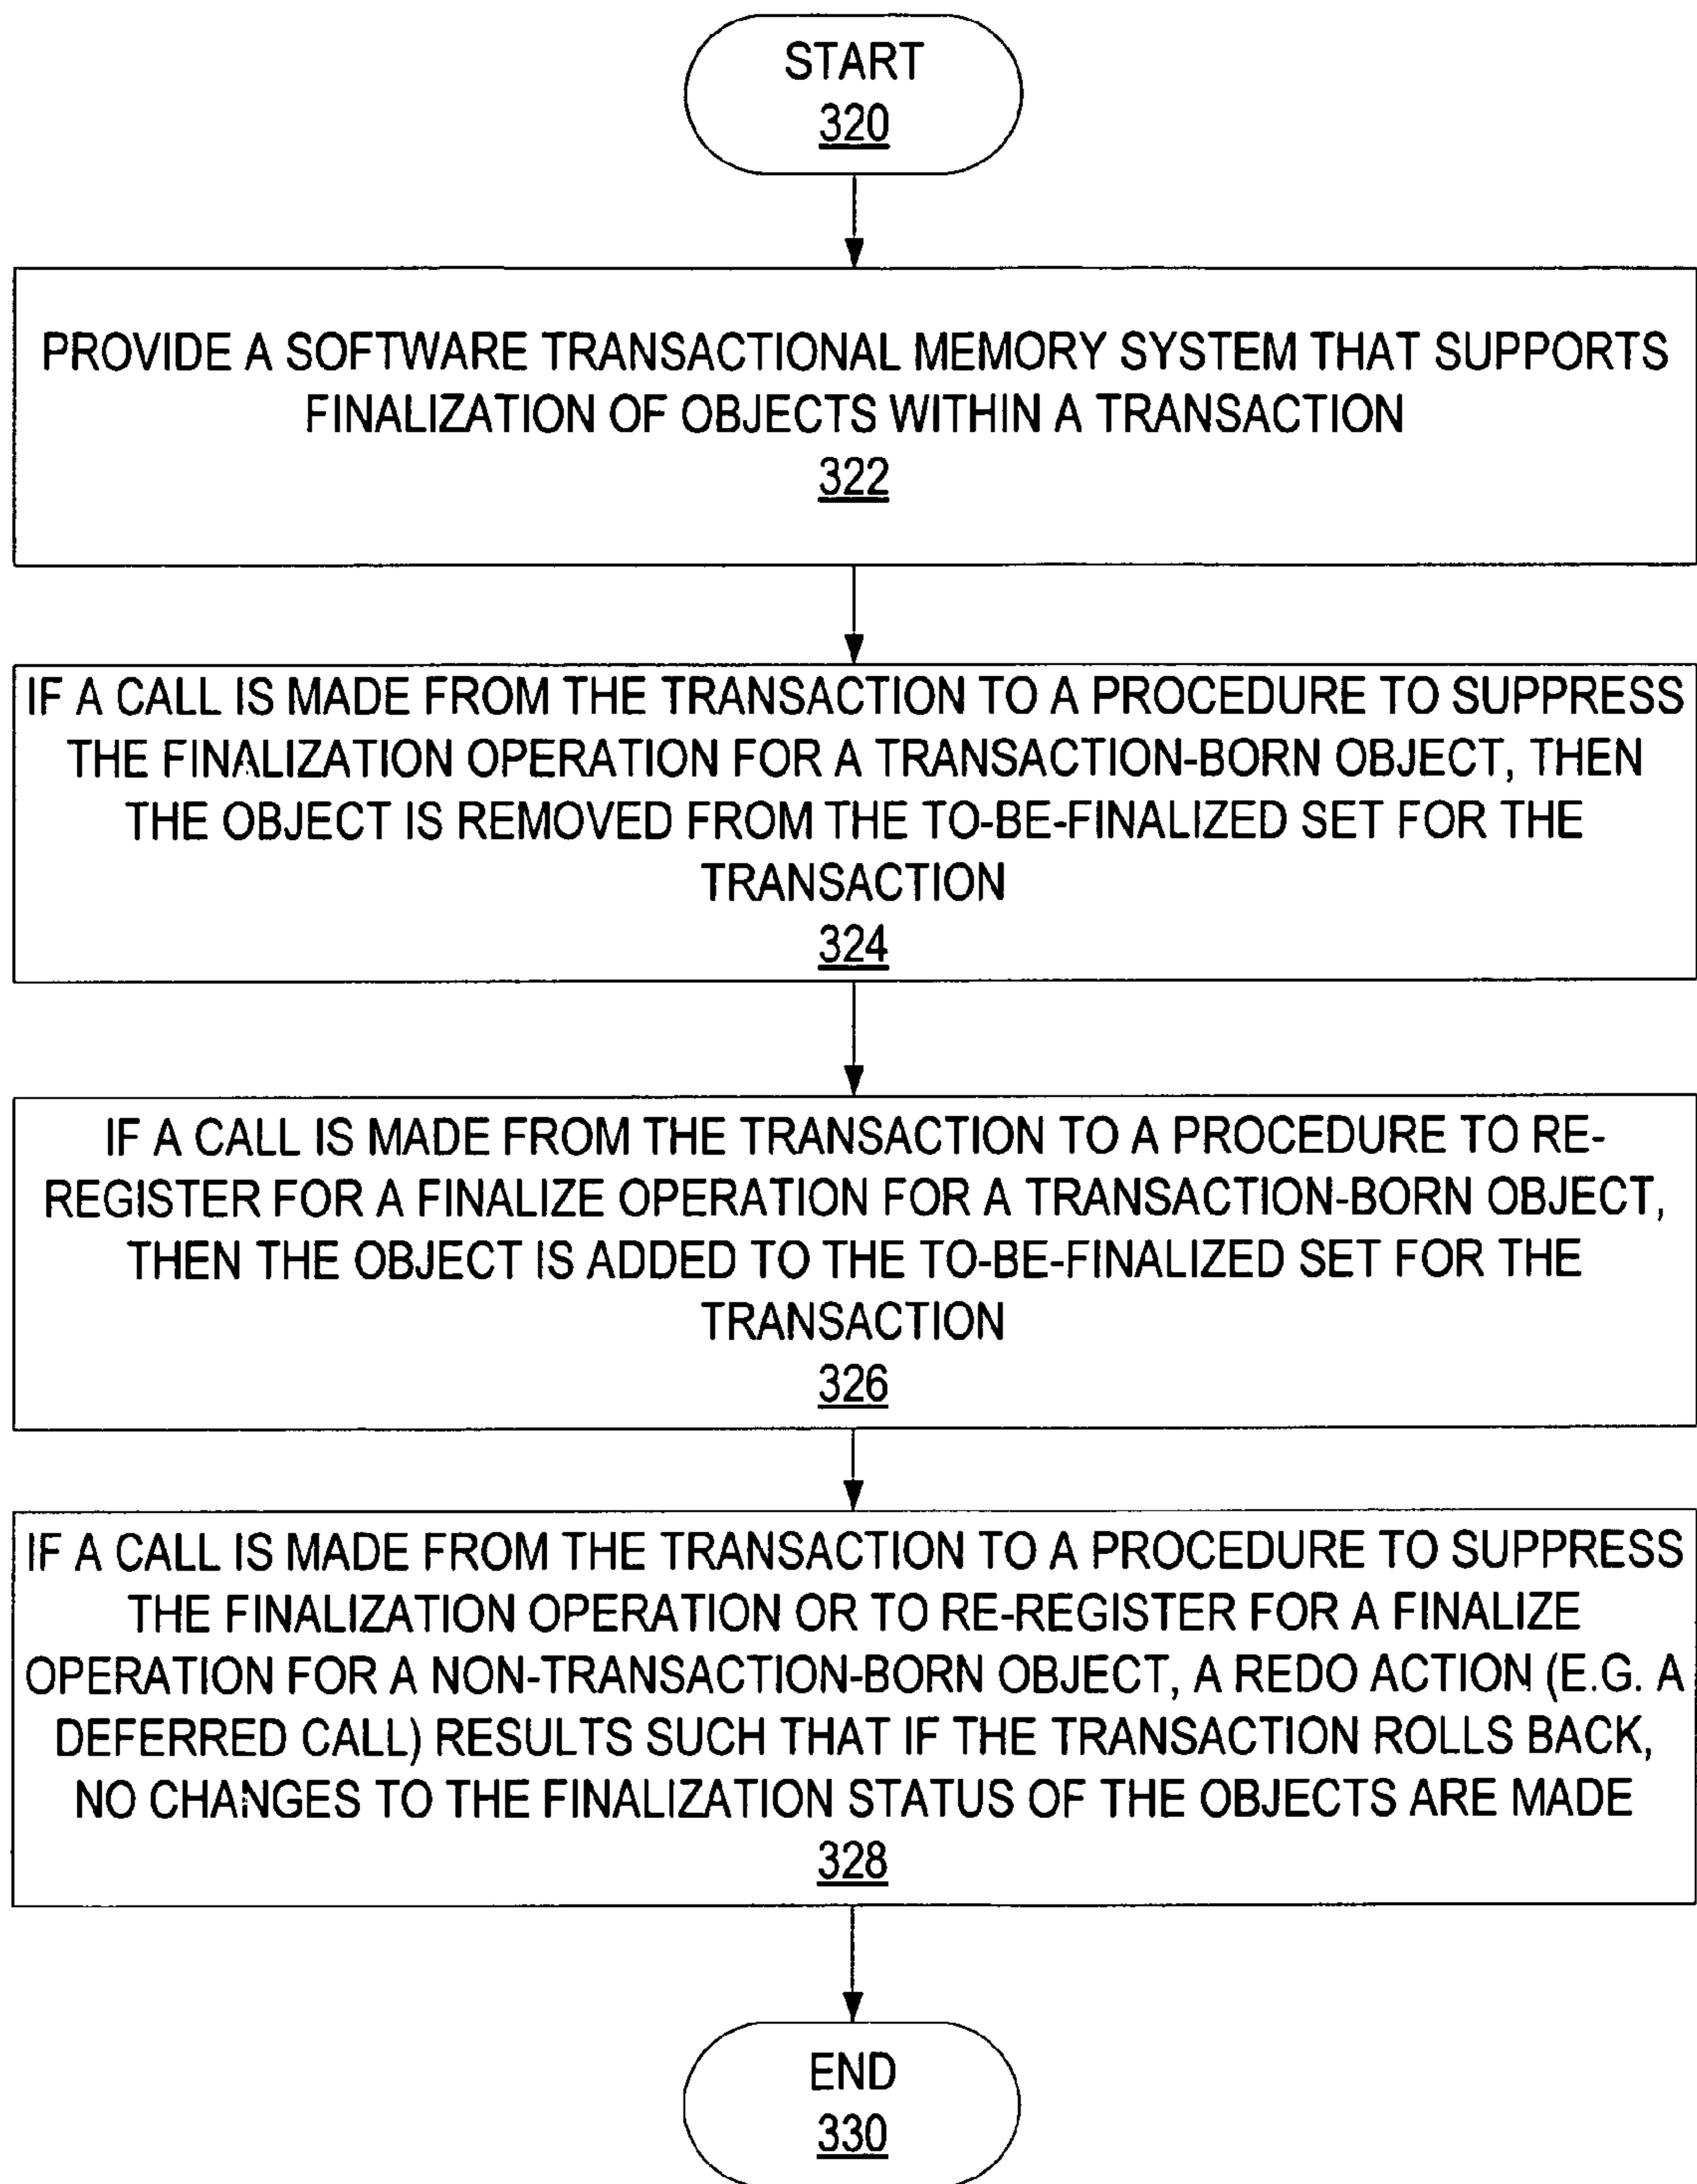 START
320
PROVIDE A SOFTWARE TRANSACTIONAL MEMORY SYSTEM THAT SUPPORTS
FINALIZATION OF OBJECTS WITHIN A TRANSACTION
322
IF A CALL IS MADE FROM THE TRANSACTION TO A PROCEDURE TO SUPPRESS
THE FINALIZATION OPERATION FOR A TRANSACTION-BORN OBJECT, THEN
THE OBJECT IS REMOVED FROM THE TO-BE-FINALIZED SET FOR THE
TRANSACTION
324
IF A CALL IS MADE FROM THE TRANSACTION TO A PROCEDURE TO RE-
REGISTER FOR A FINALIZE OPERATION FOR A TRANSACTION-BORN OBJECT,
THEN THE OBJECT IS ADDED TO THE TO-BE-FINALIZED SET FOR THE
TRANSACTION
326
IF A CALL IS MADE FROM THE TRANSACTION TO A PROCEDURE TO SUPPRESS
THE FINALIZATION OPERATION OR TO RE-REGISTER FOR A FINALIZE
OPERATION FOR A NON-TRANSACTION-BORN OBJECT, A REDO ACTION (E.G. A
DEFERRED CALL) RESULTS SUCH THAT IF THE TRANSACTION ROLLS BACK,
NO CHANGES TO THE FINALIZATION STATUS OF THE OBJECTS ARE MADE
328
END
330